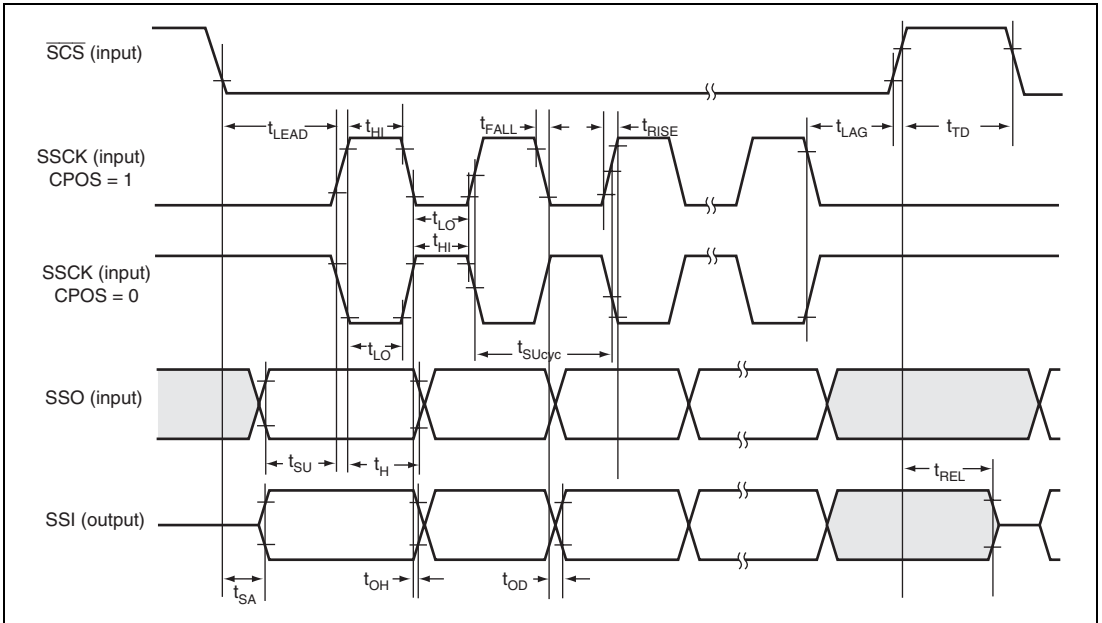 SCS (input)
tLEAD
tHI
tFALL
tRISE
tLAG
tTD
SSCK (input)
CPOS = 1
tLO
tHI
SSCK (input)
CPOS = 0
tLO
tSUcyc
SSO (input)
tSU
tH
tREL
SSI (output)
tSA
tOH
tOD